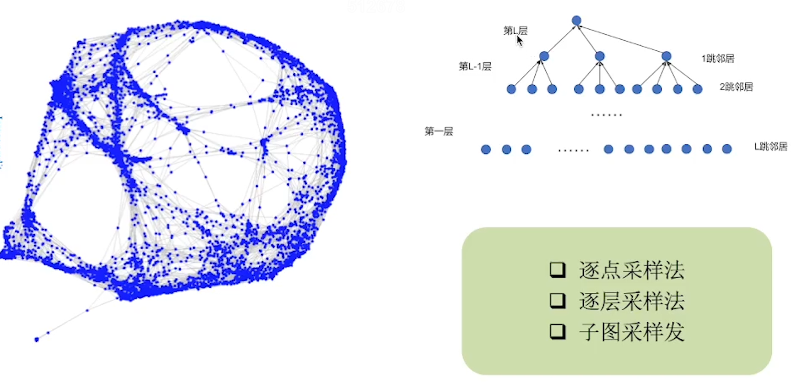 第L层
1跳邻居
第L-1层
2跳邻居
......
第一层
......
L跳邻居
逐点采样法
逐层采样法
子图采样发